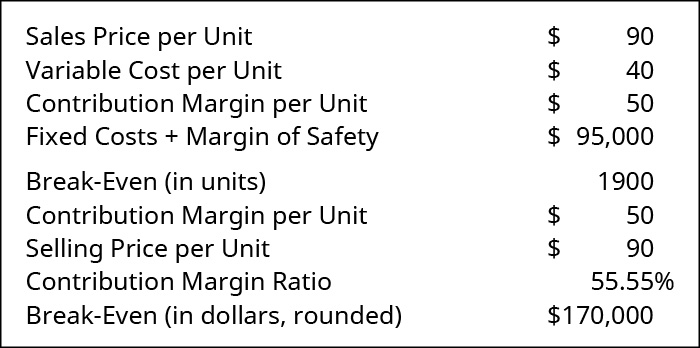 Sales Price per Unit $ 90
Variable Cost per Unit $ 40
Contribution Margin per Unit $ 50
Fixed Costs + Margin of Safety $ 95,000
Break-Even (in units) 1900
Contribution Margin per Unit $ 50
Selling Price per Unit $ 90
Contribution Margin Ratio 55.55%
Break-Even (in dollars, rounded) $170,000